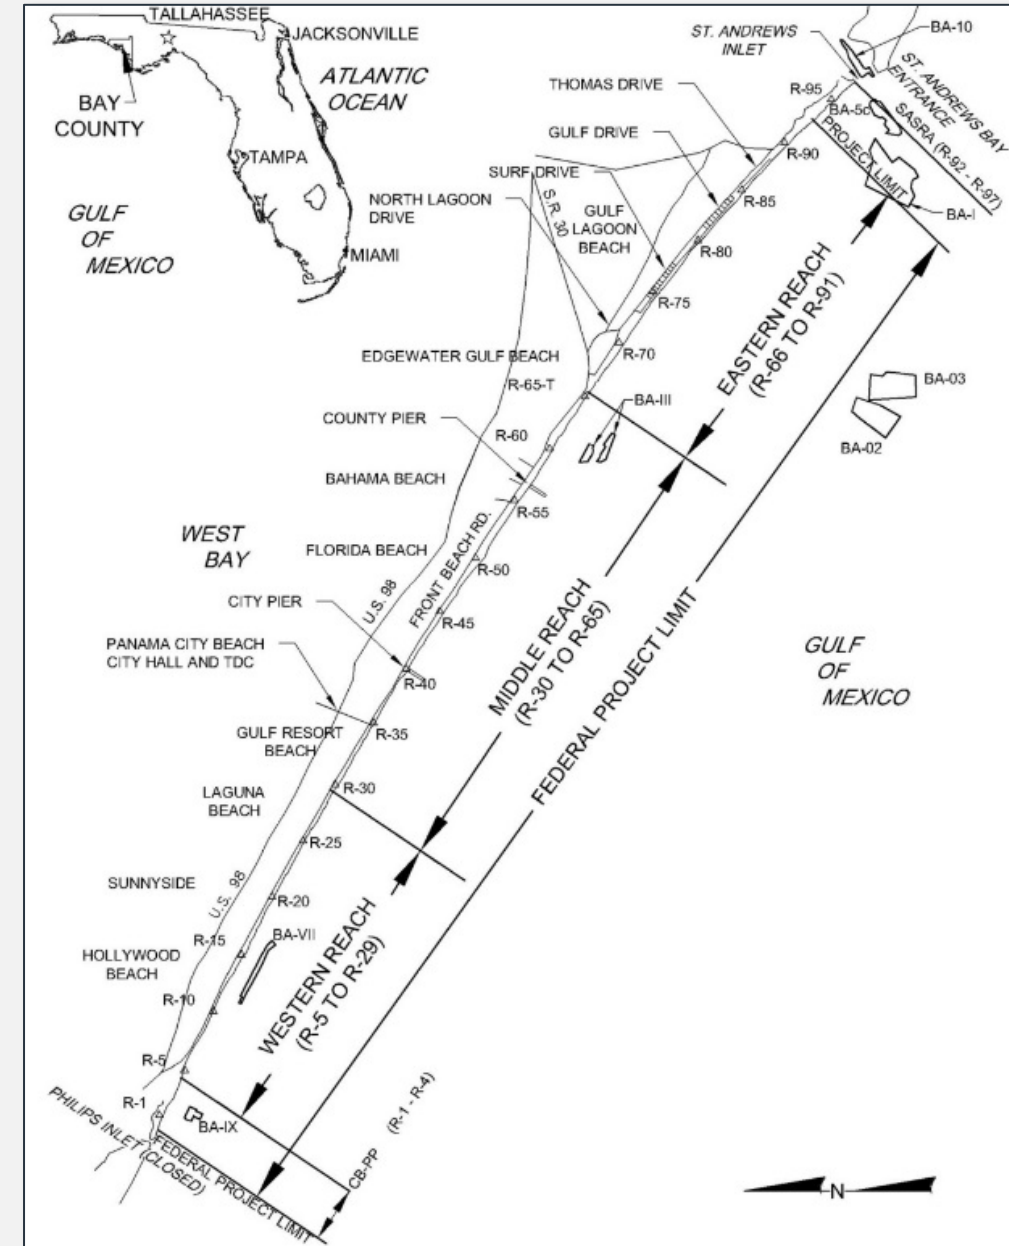 TALLAHASSEE
JACKSONVILLE
ATLANTIC
OCEAN
BAY
COUNTY
TAMPA
GULF
OF
MEXICO
MIAMI
ST. ANDREWS
INLET
BA-10
ST. ANDREWS BAY
ENTRANCE
SASRA (R-92 - R-97)
THOMAS DRIVE
R-95
BA-5c
PROJECT LIMIT
GULF DRIVE
R-90
SURF DRIVE
R-85
BA-I
NORTH LAGOON
DRIVE
S.R. 30
GULF
LAGOON
BEACH
R-80
R-75
EASTERN REACH
(R-66 TO R-91)
R-70
EDGEWATER GULF BEACH
R-65-T
BA-03
BA-III
BA-02
COUNTY PIER
R-60
BAHAMA BEACH
R-55
WEST
BAY
FLORIDA BEACH
FRONT BEACH RD.
R-50
U.S. 98
CITY PIER
R-45
MIDDLE REACH
(R-30 TO R-65)
FEDERAL PROJECT LIMIT
GULF
OF
MEXICO
PANAMA CITY BEACH
CITY HALL AND TDC
R-40
GULF RESORT
BEACH
R-35
LAGUNA
BEACH
R-30
R-25
SUNNYSIDE
U.S. 98
R-20
R-15
BA-VII
HOLLYWOOD
BEACH
WESTERN REACH
(R-5 TO R-29)
R-10
R-5
R-1
PHILIPS INLET (CLOSED)
BA-IX
FEDERAL PROJECT LIMIT
CB-PP (R-1 - R-4)
N